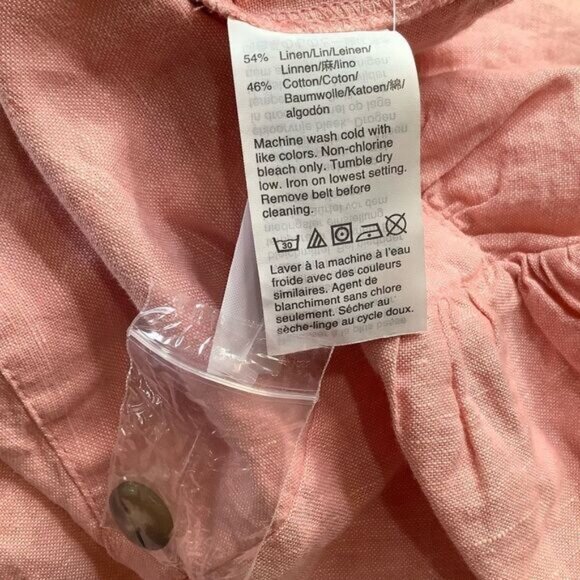 54% Linen/Lin/Leinen/
Linnen/麻/lino
46% Cotton/Coton/
Baumwolle/Katoen/綿/
algodón
Machine wash cold with
like colors. Non-chlorine
bleach only. Tumble dry
low. Iron on lowest setting.
Remove belt before
cleaning.
30
Laver à la machine à l'eau
froide avec des couleurs
similaires. Agent de
blanchiment sans chlore
seulement. Sécher au
sèche-linge au cycle doux.